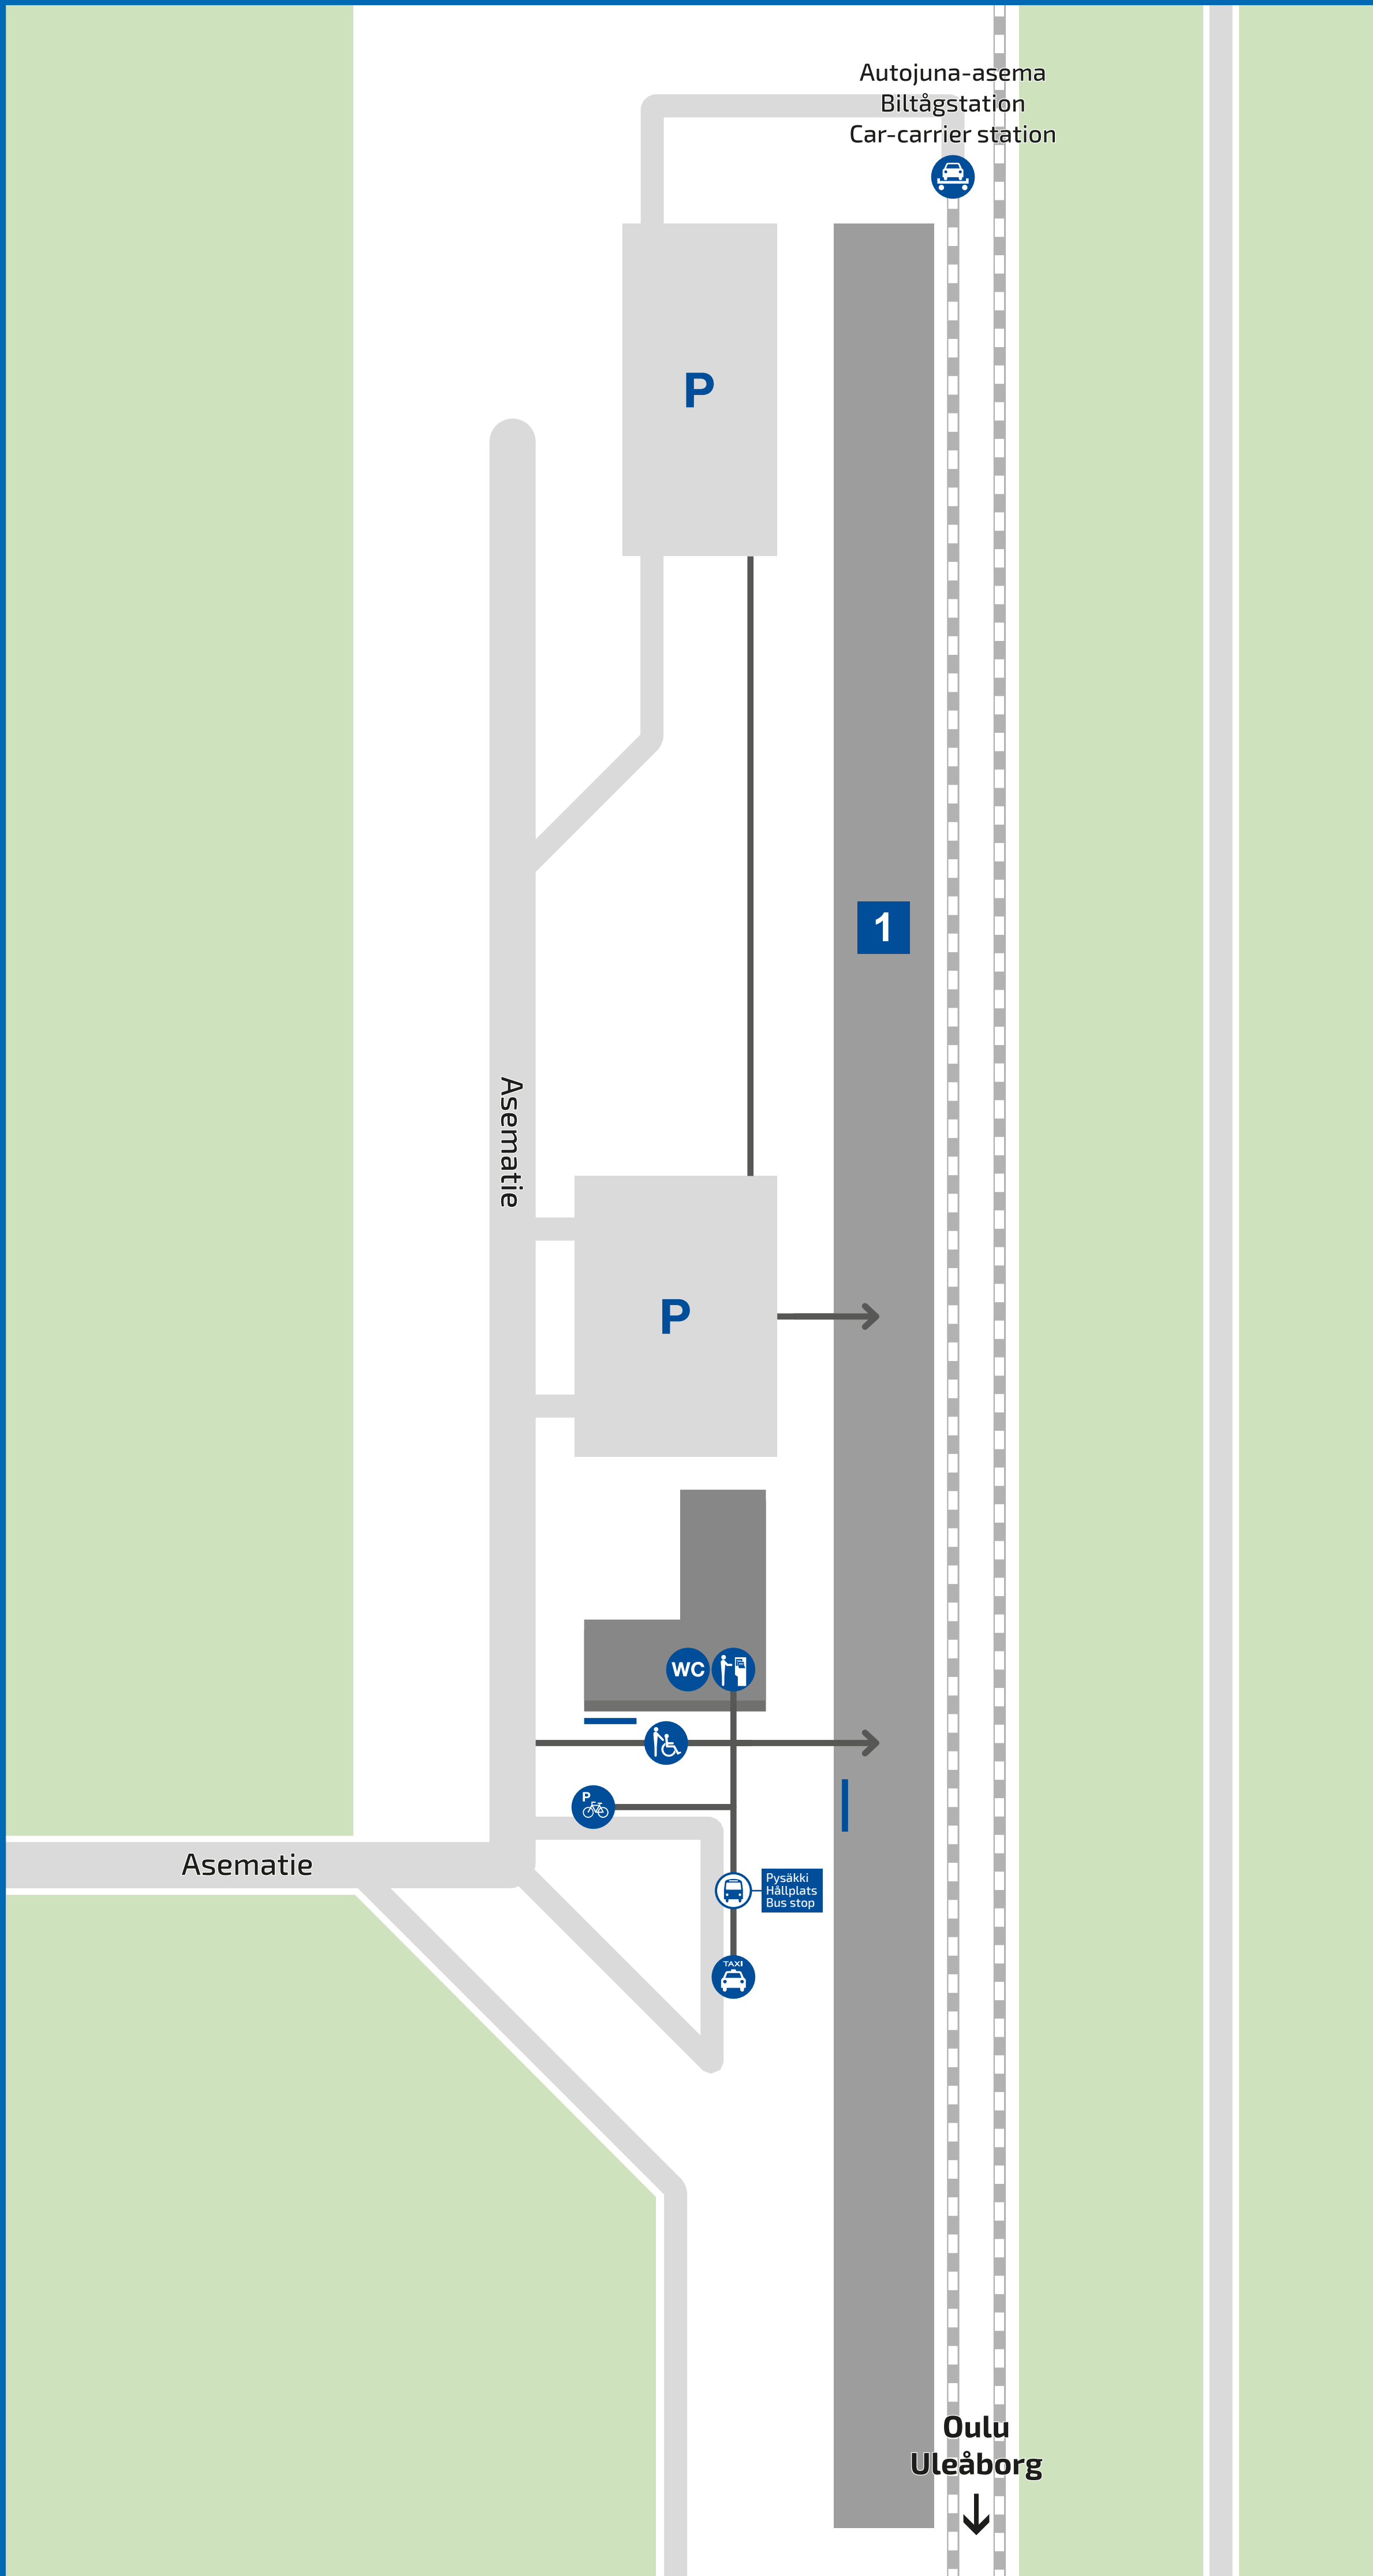 Autojuna-asema
Biltågstation
Car-carrier station
P
1
Asematie
P
WC
P
Asematie
Pysäkki
Hållplats
Bus stop
TAXI
Oulu
Uleåborg